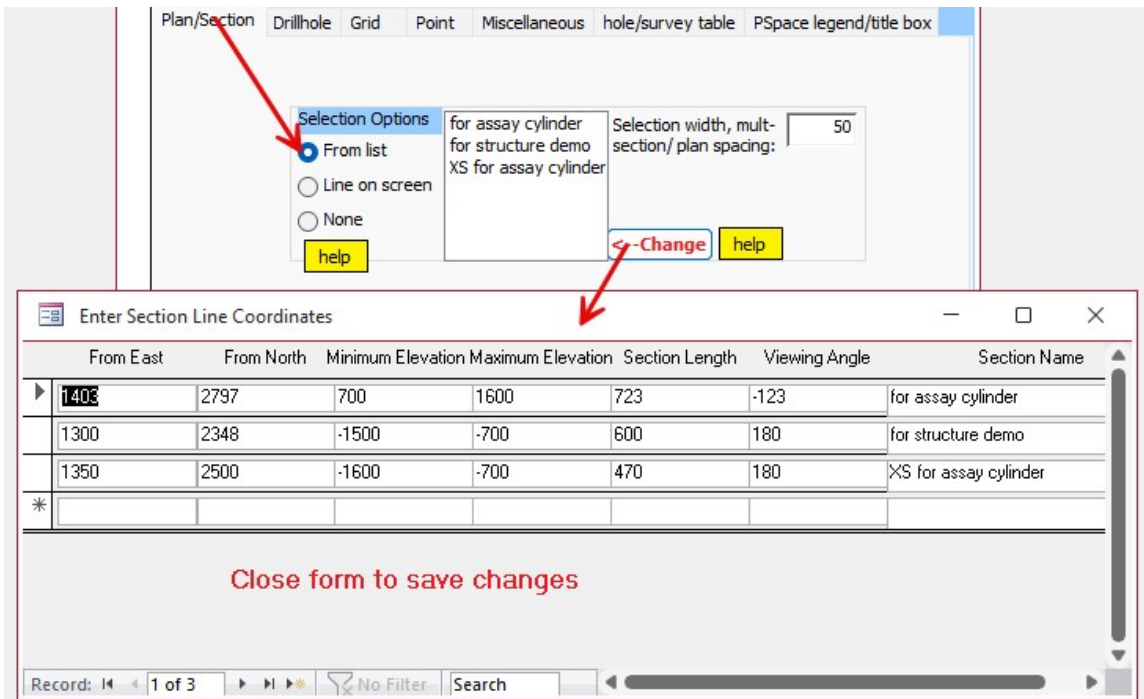 Plan/Section Drillhole Grid Point Miscellaneous hole/survey table PSpace legend/title box
Selection Options
From list
Line on screen
None
help
for assay cylinder
for structure demo
XS for assay cylinder
Selection width, mult-
section/ plan spacing:
50
<--Change
help
Enter Section Line Coordinates
From East From North Minimum Elevation Maximum Elevation Section Length Viewing Angle Section Name
1403 2797 700 1600 723 -123 for assay cylinder
1300 2348 -1500 -700 600 180 for structure demo
1350 2500 -1600 -700 470 180 XS for assay cylinder
Close form to save changes
Record: 1 of 3 No Filter Search